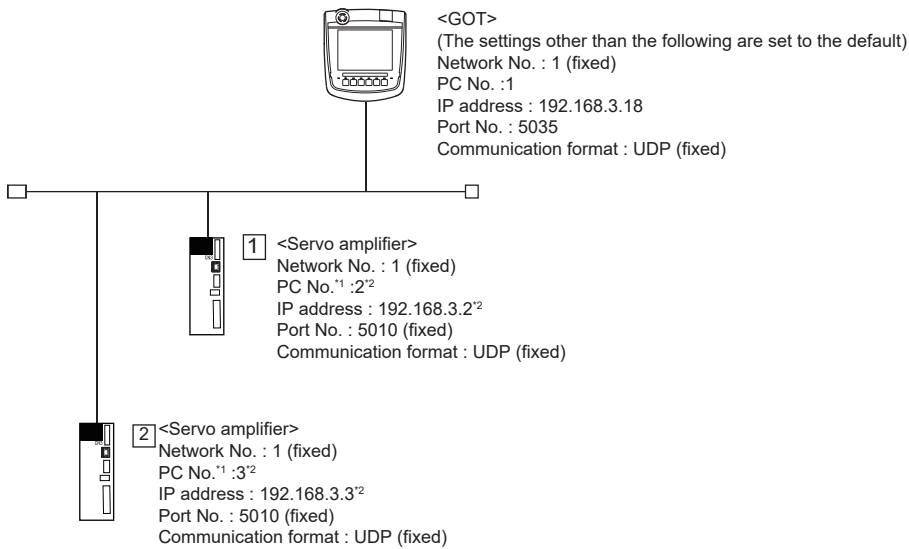 <GOT>
(The settings other than the following are set to the default)
Network No. : 1 (fixed)
PC No. :1
IP address : 192.168.3.18
Port No. : 5035
Communication format : UDP (fixed)
1
<Servo amplifier>
Network No. : 1 (fixed)
PC No.*1 :2*2
IP address : 192.168.3.2*2
Port No. : 5010 (fixed)
Communication format : UDP (fixed)
2
<Servo amplifier>
Network No. : 1 (fixed)
PC No.*1 :3*2
IP address : 192.168.3.3*2
Port No. : 5010 (fixed)
Communication format : UDP (fixed)